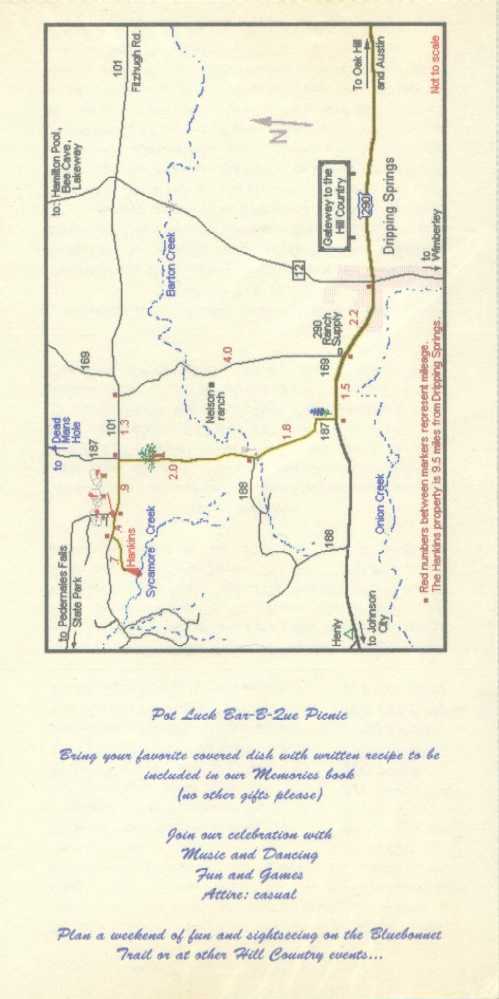 to Hamilton Pool,
Bee Cave,
Lakeway
101
Fitzhugh Rd.
To Oak Hill
and Austin
Not to scale
N
Gateway to the
Hill Country
290
Dripping Springs
Barton Creek
12
to
Wimberley
169
4.0
290
Ranch
Supply
169
2.2
Nelson
ranch
1.5
to Dead
Mans
Hole
187
101
1.3
187
1.8
2.0
188
.9
.4
Hankins
Sycamore Creek
188
Onion Creek
to Pedernales Falls
State Park
Henly
to Johnson
City
Red numbers between markers represent mileage.
The Hankins property is 9.5 miles from Dripping Springs.
Pot Luck Bar-B-Que Picnic
Bring your favorite covered dish with written recipe to be
included in our Memories book
(no other gifts please)
Join our celebration with
Music and Dancing
Fun and Games
Attire: casual
Plan a weekend of fun and sightseeing on the Bluebonnet
Trail or at other Hill Country events...